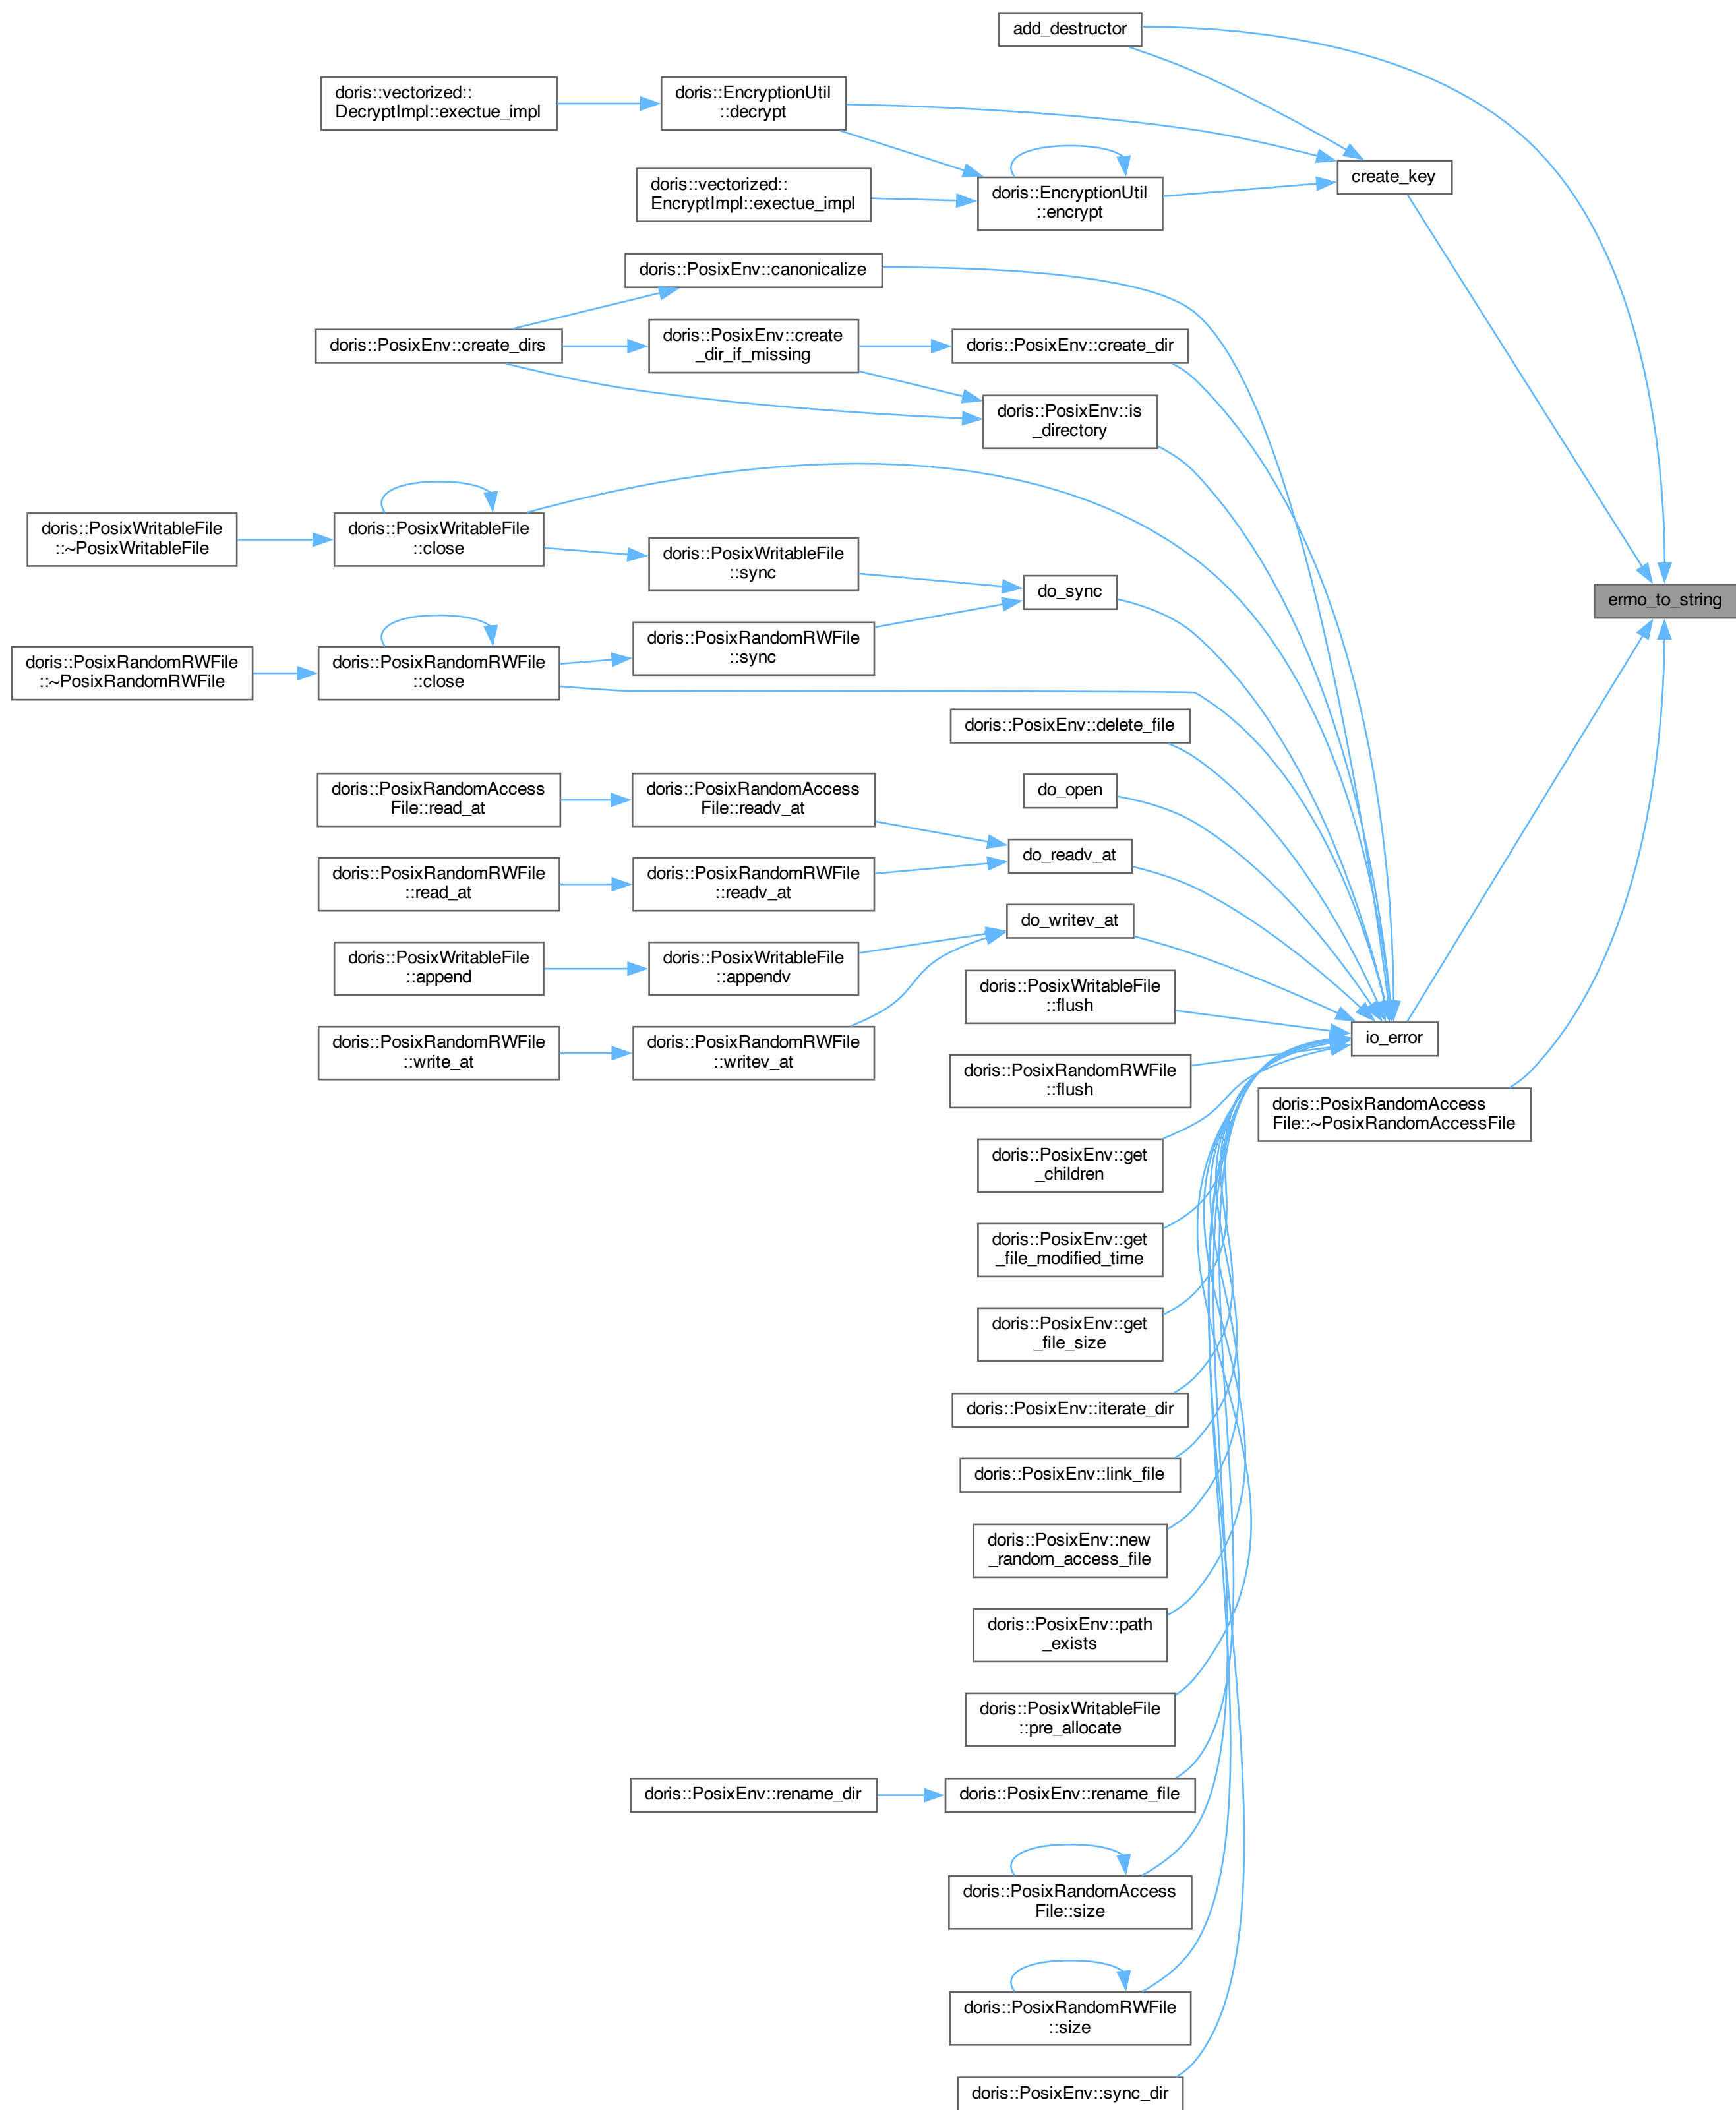 add_destructor
doris::vectorized::
DecryptImpl::exectue_impl
doris::EncryptionUtil
::decrypt
create_key
doris::vectorized::
EncryptImpl::exectue_impl
doris::EncryptionUtil
::encrypt
doris::PosixEnv::canonicalize
doris::PosixEnv::create_dirs
doris::PosixEnv::create
_dir_if_missing
doris::PosixEnv::create_dir
doris::PosixEnv::is
_directory
doris::PosixWritableFile
::~PosixWritableFile
doris::PosixWritableFile
::close
doris::PosixWritableFile
::sync
do_sync
errno_to_string
doris::PosixRandomRWFile
::~PosixRandomRWFile
doris::PosixRandomRWFile
::close
doris::PosixRandomRWFile
::sync
doris::PosixEnv::delete_file
doris::PosixRandomAccess
File::read_at
doris::PosixRandomAccess
File::readv_at
do_open
do_readv_at
doris::PosixRandomRWFile
::read_at
doris::PosixRandomRWFile
::readv_at
do_writev_at
doris::PosixWritableFile
::append
doris::PosixWritableFile
::appendv
doris::PosixWritableFile
::flush
doris::PosixRandomRWFile
::write_at
doris::PosixRandomRWFile
::writev_at
io_error
doris::PosixRandomRWFile
::flush
doris::PosixRandomAccess
File::~PosixRandomAccessFile
doris::PosixEnv::get
_children
doris::PosixEnv::get
_file_modified_time
doris::PosixEnv::get
_file_size
doris::PosixEnv::iterate_dir
doris::PosixEnv::link_file
doris::PosixEnv::new
_random_access_file
doris::PosixEnv::path
_exists
doris::PosixWritableFile
::pre_allocate
doris::PosixEnv::rename_dir
doris::PosixEnv::rename_file
doris::PosixRandomAccess
File::size
doris::PosixRandomRWFile
::size
doris::PosixEnv::sync_dir